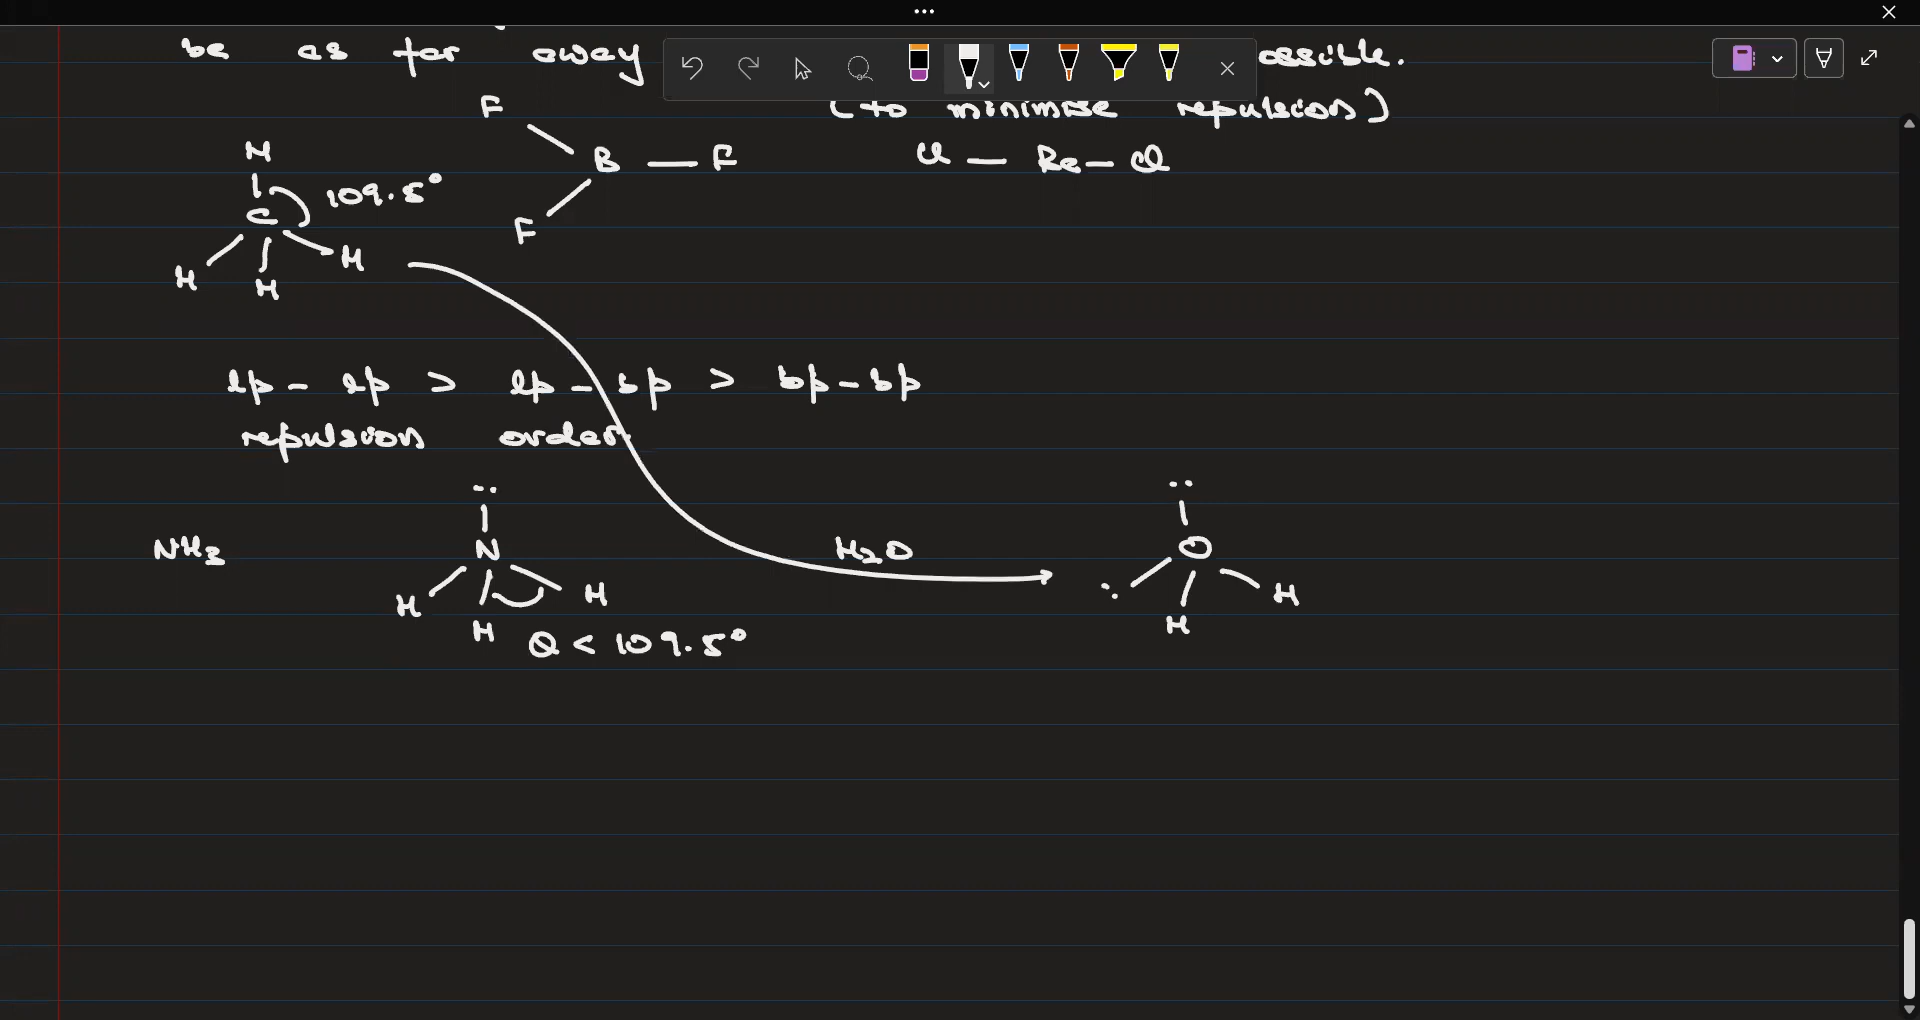 be as far away ossible.
(to minimise repulsion)
F
B — F
F
Cl — Be — Cl
H
C 109.5°
H H H
lp - lp > lp - bp > bp - bp
repulsion order
NH3
N
H H H
θ < 109.5°
H2O
O
H H